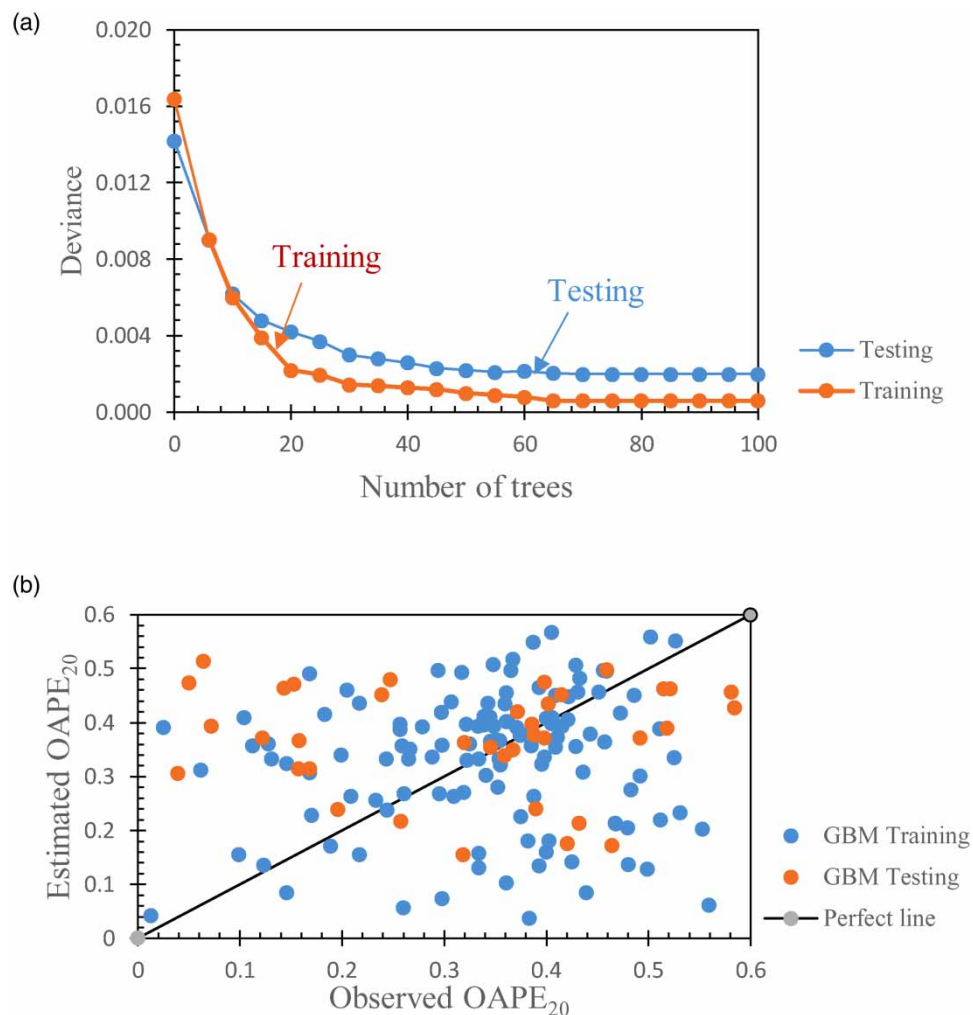 (a)
0.020
0.016
0.012
0.008
0.004
0.000
Deviance
Training
Testing
0 20 40 60 80 100
Number of trees
Testing
Training
(b)
0.6
0.5
0.4
0.3
0.2
0.1
0
Estimated OAPE20
0 0.1 0.2 0.3 0.4 0.5 0.6
Observed OAPE20
GBM Training
GBM Testing
Perfect line